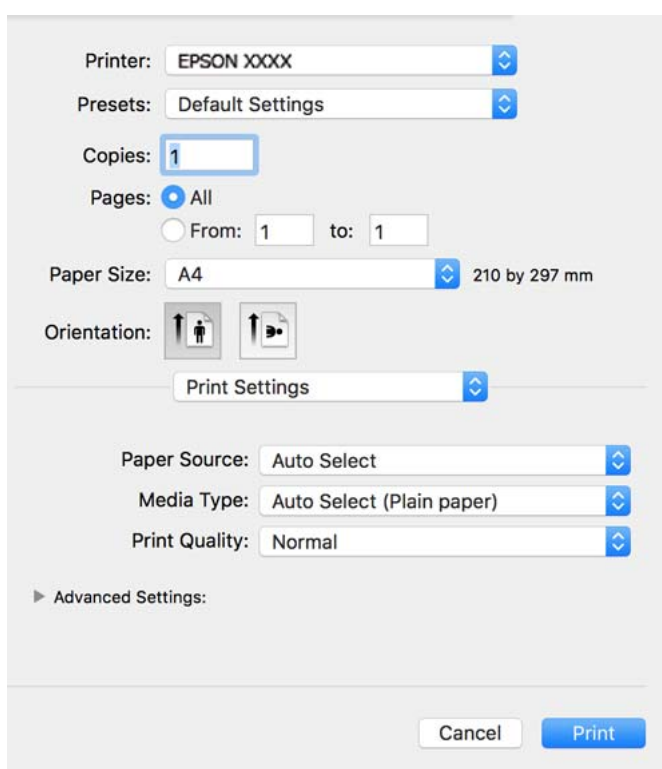 Printer: EPSON XXXX
Presets: Default Settings
Copies: 1
Pages: All
From: 1 to: 1
Paper Size: A4 210 by 297 mm
Orientation:
Print Settings
Paper Source: Auto Select
Media Type: Auto Select (Plain paper)
Print Quality: Normal
Advanced Settings:
Cancel Print